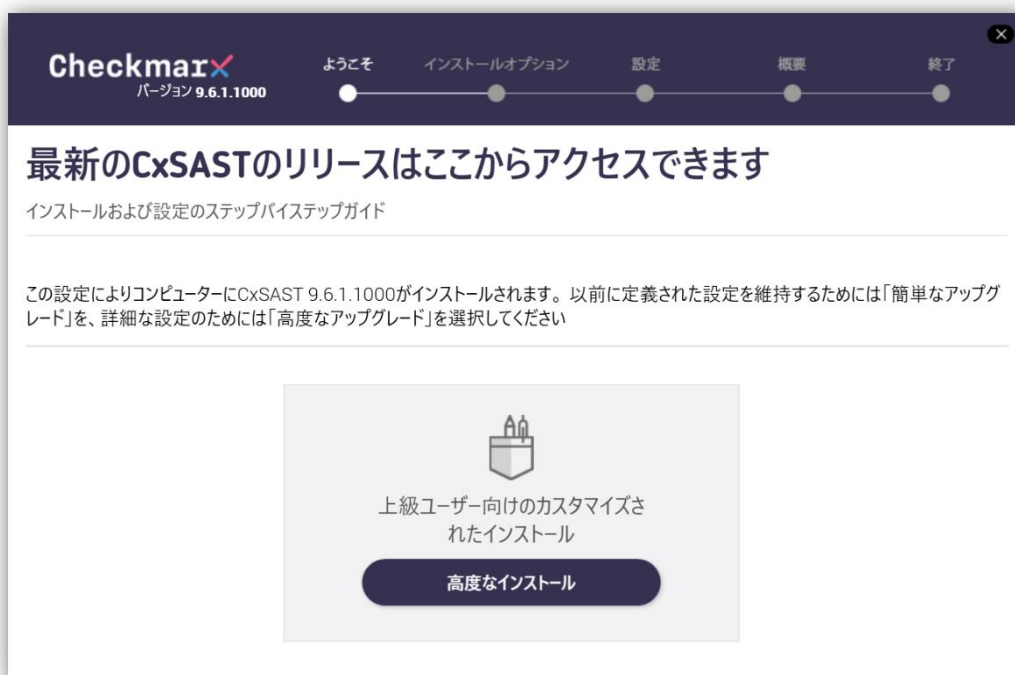 Checkmarx
バージョン 9.6.1.1000
ようこそ
インストールオプション
設定
概要
終了
最新のCxSASTのリリースはここからアクセスできます
インストールおよび設定のステップバイステップガイド
この設定によりコンピューターにCxSAST 9.6.1.1000がインストールされます。以前に定義された設定を維持するためには「簡単なアップグ
レード」を、詳細な設定のためには「高度なアップグレード」を選択してください
上級ユーザー向けのカスタマイズさ
れたインストール
高度なインストール